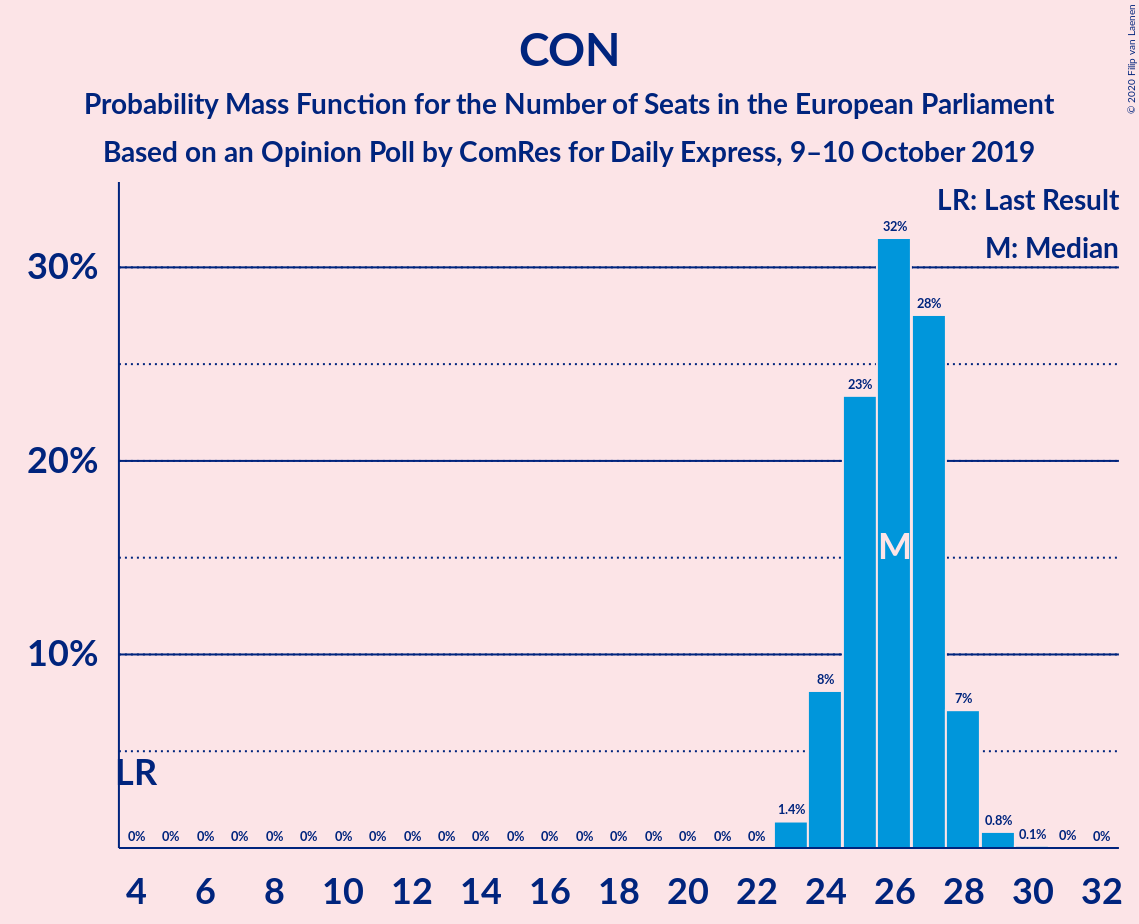 CON
Probability Mass Function for the Number of Seats in the European Parliament
Based on an Opinion Poll by ComRes for Daily Express, 9–10 October 2019
© 2020 Filip van Laenen
LR: Last Result
M: Median
30%
20%
10%
32%
28%
23%
M
8%
7%
LR
0% 0% 0% 0% 0% 0% 0% 0% 0% 0% 0% 0% 0% 0% 0% 0% 0% 0% 0% 1.4% 0.8% 0.1% 0% 0%
4 6 8 10 12 14 16 18 20 22 24 26 28 30 32